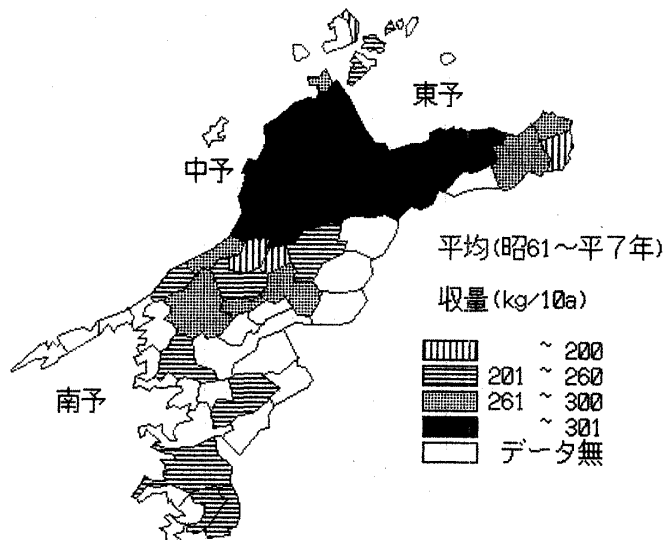 東予
中予
平均(昭61～平7年)
収量(kg/10a)
～ 200
201 ～ 260
261 ～ 300
～ 301
データ無
南予